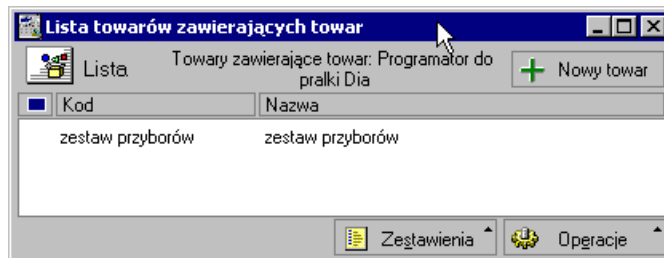 Lista towarów zawierających towar
Lista
Towary zawierające towar: Programator do
pralki Dia
Nowy towar
Kod Nazwa
zestaw przyborów zestaw przyborów
Zestawienia Operacje